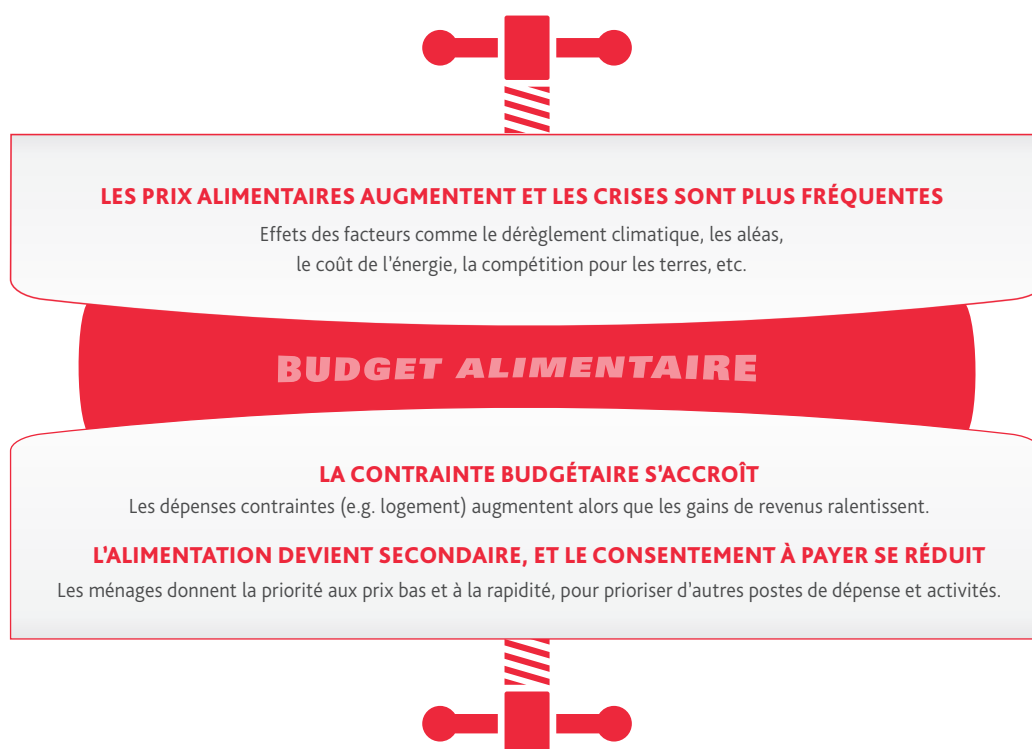 LES PRIX ALIMENTAIRES AUGMENTENT ET LES CRISES SONT PLUS FRÉQUENTES
Effets des facteurs comme le dérèglement climatique, les aléas,
le coût de l'énergie, la compétition pour les terres, etc.
BUDGET ALIMENTAIRE
LA CONTRAINTE BUDGÉTAIRE S'ACCROÎT
Les dépenses contraintes (e.g. logement) augmentent alors que les gains de revenus ralentissent.
L'ALIMENTATION DEVIENT SECONDAIRE, ET LE CONSENTEMENT À PAYER SE RÉDUIT
Les ménages donnent la priorité aux prix bas et à la rapidité, pour prioriser d'autres postes de dépense et activités.